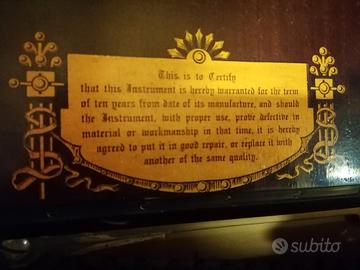 This is to Certify
that this Instrument is hereby warranted for the term
of ten years from date of its manufacture, and should
the Instrument, with proper use, prove defective in
material or workmanship in that time, it is hereby
agreed to put it in good repair, or replace it with
another of the same quality.
subito